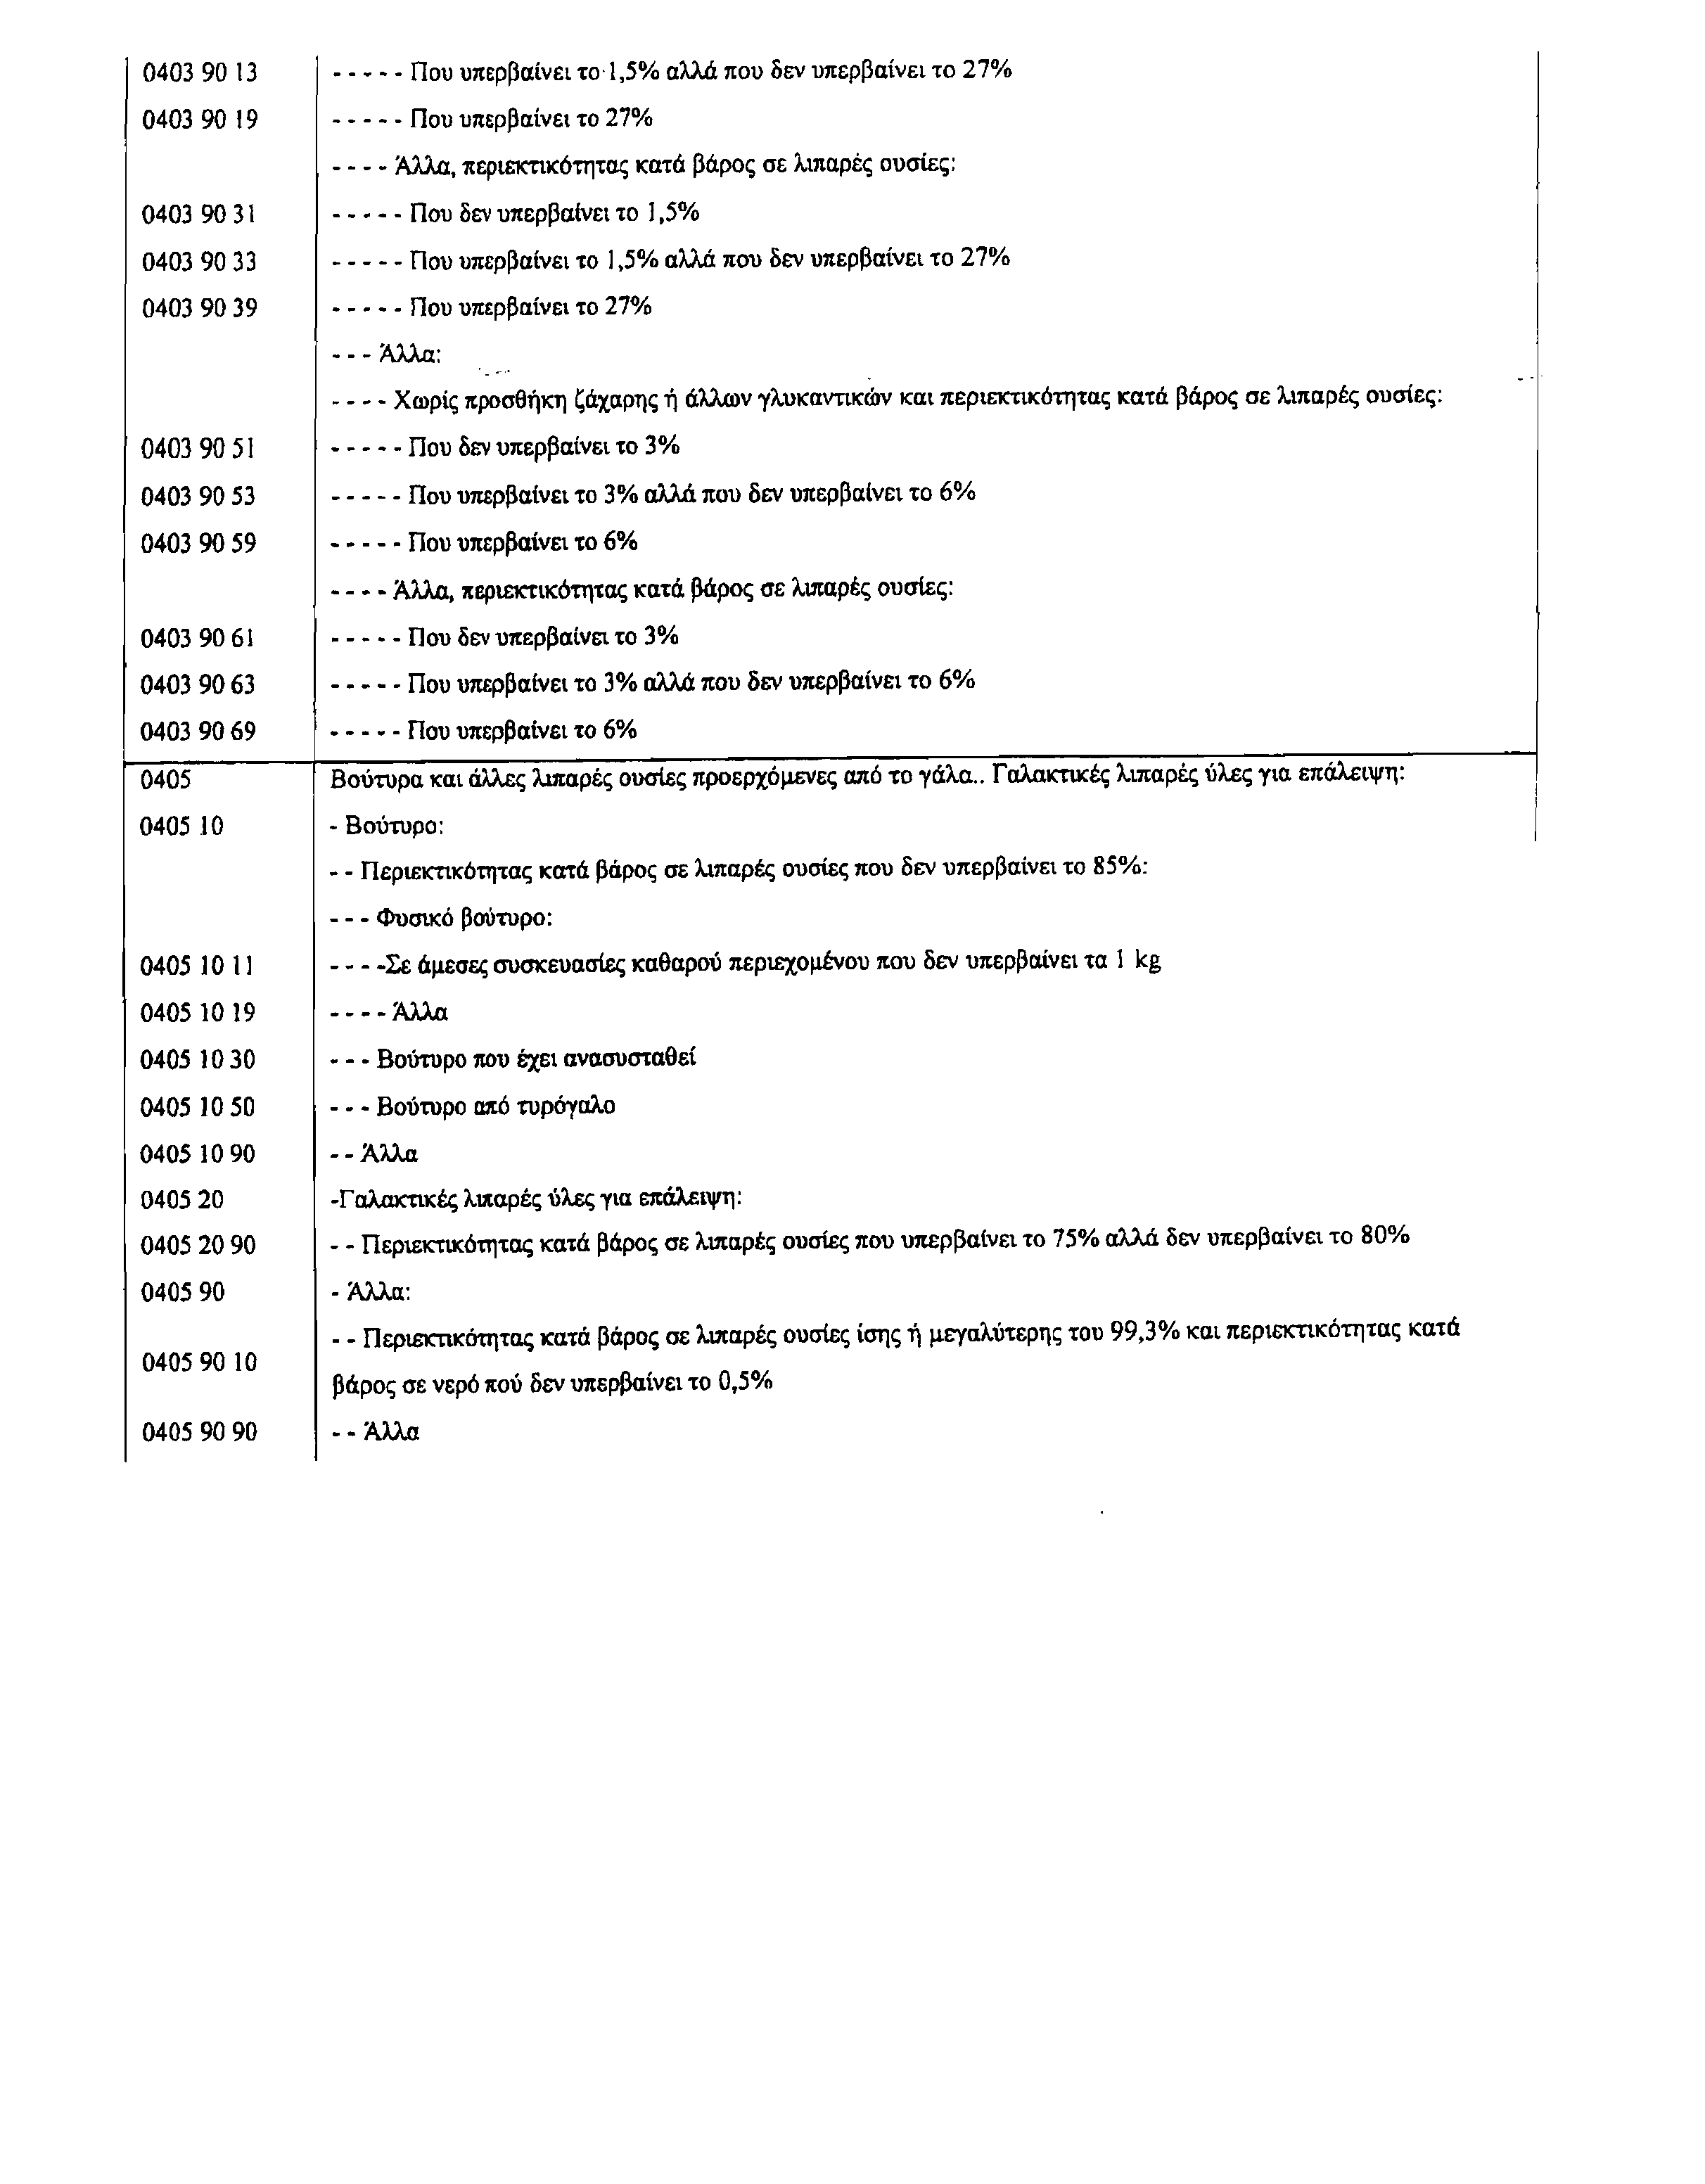 0403 90 13 - - - - - Που υπερβαίνει το 1,5% αλλά που δεν υπερβαίνει το 27%
0403 90 19 - - - - - Που υπερβαίνει το 27%
- - - - Άλλα, περιεκτικότητας κατά βάρος σε λιπαρές ουσίες:
0403 90 31 - - - - - Που δεν υπερβαίνει το 1,5%
0403 90 33 - - - - - Που υπερβαίνει το 1,5% αλλά που δεν υπερβαίνει το 27%
0403 90 39 - - - - - Που υπερβαίνει το 27%
- - - Άλλα:
- - - - Χωρίς προσθήκη ζάχαρης ή άλλων γλυκαντικών και περιεκτικότητας κατά βάρος σε λιπαρές ουσίες:
0403 90 51 - - - - - Που δεν υπερβαίνει το 3%
0403 90 53 - - - - - Που υπερβαίνει το 3% αλλά που δεν υπερβαίνει το 6%
0403 90 59 - - - - - Που υπερβαίνει το 6%
- - - - Άλλα, περιεκτικότητας κατά βάρος σε λιπαρές ουσίες:
0403 90 61 - - - - - Που δεν υπερβαίνει το 3%
0403 90 63 - - - - - Που υπερβαίνει το 3% αλλά που δεν υπερβαίνει το 6%
0403 90 69 - - - - - Που υπερβαίνει το 6%
0405 Βούτυρα και άλλες λιπαρές ουσίες προερχόμενες από το γάλα.. Γαλακτικές λιπαρές ύλες για επάλειψη:
0405 10 - Βούτυρο:
- - Περιεκτικότητας κατά βάρος σε λιπαρές ουσίες που δεν υπερβαίνει το 85%:
- - - Φυσικό βούτυρο:
0405 10 11 - - - -Σε άμεσες συσκευασίες καθαρού περιεχομένου που δεν υπερβαίνει τα 1 kg
0405 10 19 - - - - Άλλα
0405 10 30 - - - Βούτυρο που έχει ανασυσταθεί
0405 10 50 - - - Βούτυρο από τυρόγαλο
0405 10 90 - - Άλλα
0405 20 -Γαλακτικές λιπαρές ύλες για επάλειψη:
0405 20 90 - - Περιεκτικότητας κατά βάρος σε λιπαρές ουσίες που υπερβαίνει το 75% αλλά δεν υπερβαίνει το 80%
0405 90 - Άλλα:
0405 90 10 - - Περιεκτικότητας κατά βάρος σε λιπαρές ουσίες ίσης ή μεγαλύτερης του 99,3% και περιεκτικότητας κατά
βάρος σε νερό πού δεν υπερβαίνει το 0,5%
0405 90 90 - - Άλλα